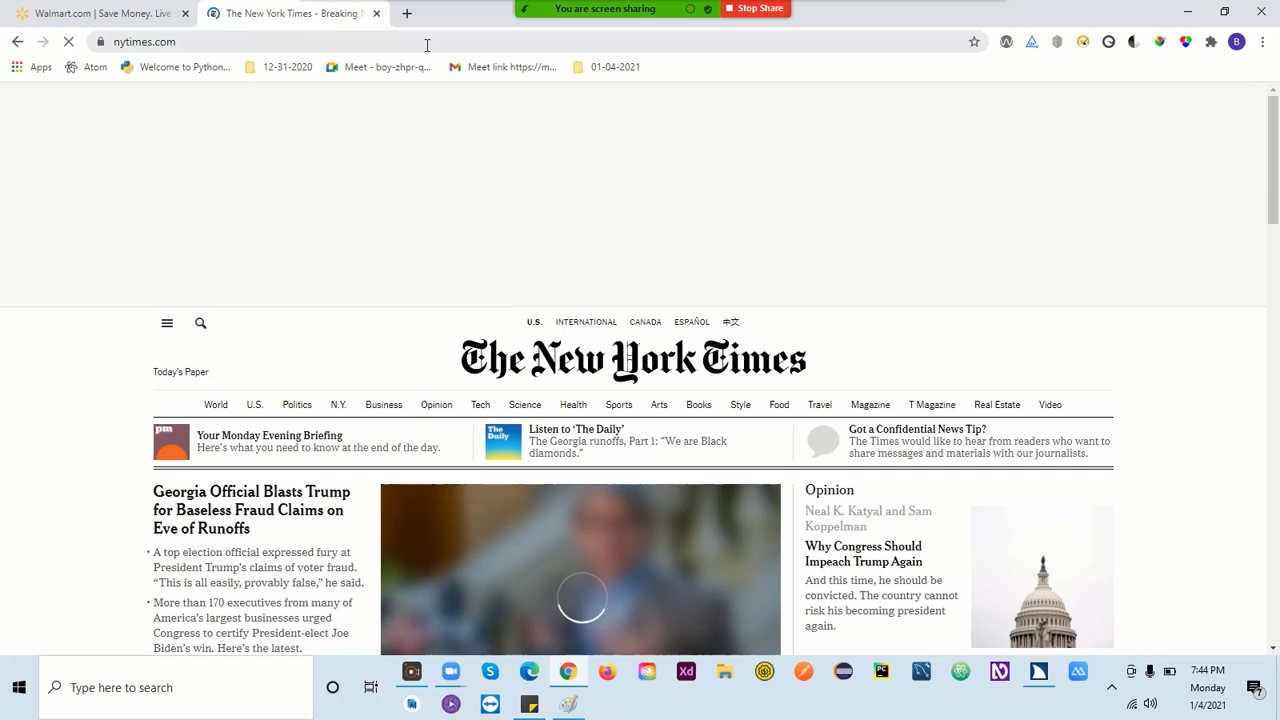 Walmart.com | Save Money. Live
The New York Times - Breaking N
You are screen sharing
Stop Share
nytimes.com
B
Apps
Atom
Welcome to Python...
12-31-2020
Meet - boy-zhpr-q...
Meet link https://m...
01-04-2021
U.S. INTERNATIONAL CANADA ESPAÑOL 中文
The New York Times
Today's Paper
World U.S. Politics N.Y. Business Opinion Tech Science Health Sports Arts Books Style Food Travel Magazine T Magazine Real Estate Video
pm
Your Monday Evening Briefing
Here's what you need to know at the end of the day.
The Daily
Listen to ‘The Daily’
The Georgia runoffs, Part 1: “We are Black
diamonds.”
Got a Confidential News Tip?
The Times would like to hear from readers who want to
share messages and materials with our journalists.
Georgia Official Blasts Trump
for Baseless Fraud Claims on
Eve of Runoffs
• A top election official expressed fury at
President Trump's claims of voter fraud.
“This is all easily, provably false,” he said.
• More than 170 executives from many of
America's largest businesses urged
Congress to certify President-elect Joe
Biden's win. Here's the latest.
Opinion
Neal K. Katyal and Sam
Koppelman
Why Congress Should
Impeach Trump Again
And this time, he should be
convicted. The country cannot
risk his becoming president
again.
Type here to search
Xd
PC
7:44 PM
Monday
1/4/2021
7